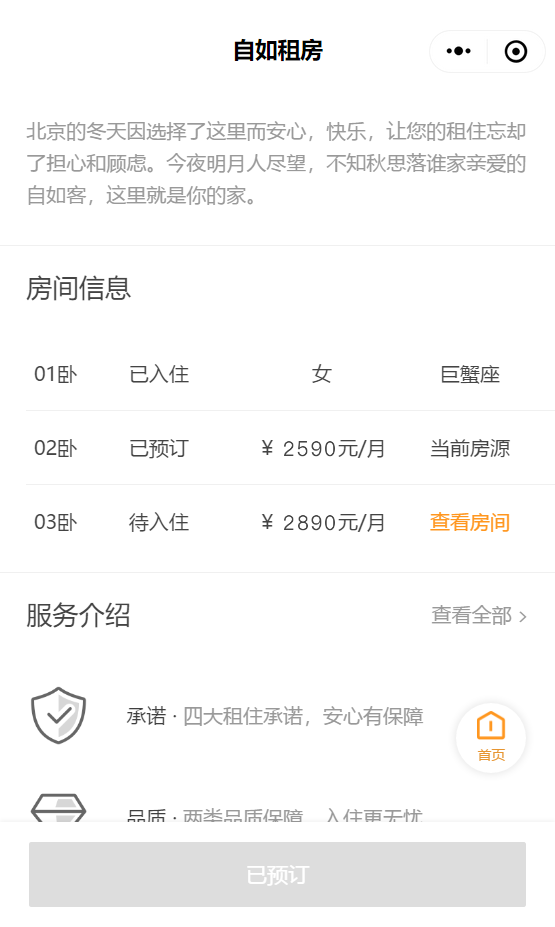 自如租房
北京的冬天因选择了这里而安心，快乐，让您的租住忘却
了担心和顾虑。今夜明月人尽望，不知秋思落谁家亲爱的
自如客，这里就是你的家。
房间信息
01卧 已入住 女 巨蟹座
02卧 已预订 ¥ 2590元/月 当前房源
03卧 待入住 ¥ 2890元/月 查看房间
服务介绍 查看全部 >
承诺 · 四大租住承诺，安心有保障
首页
品质 · 两类品质保障，入住更无忧
已预订